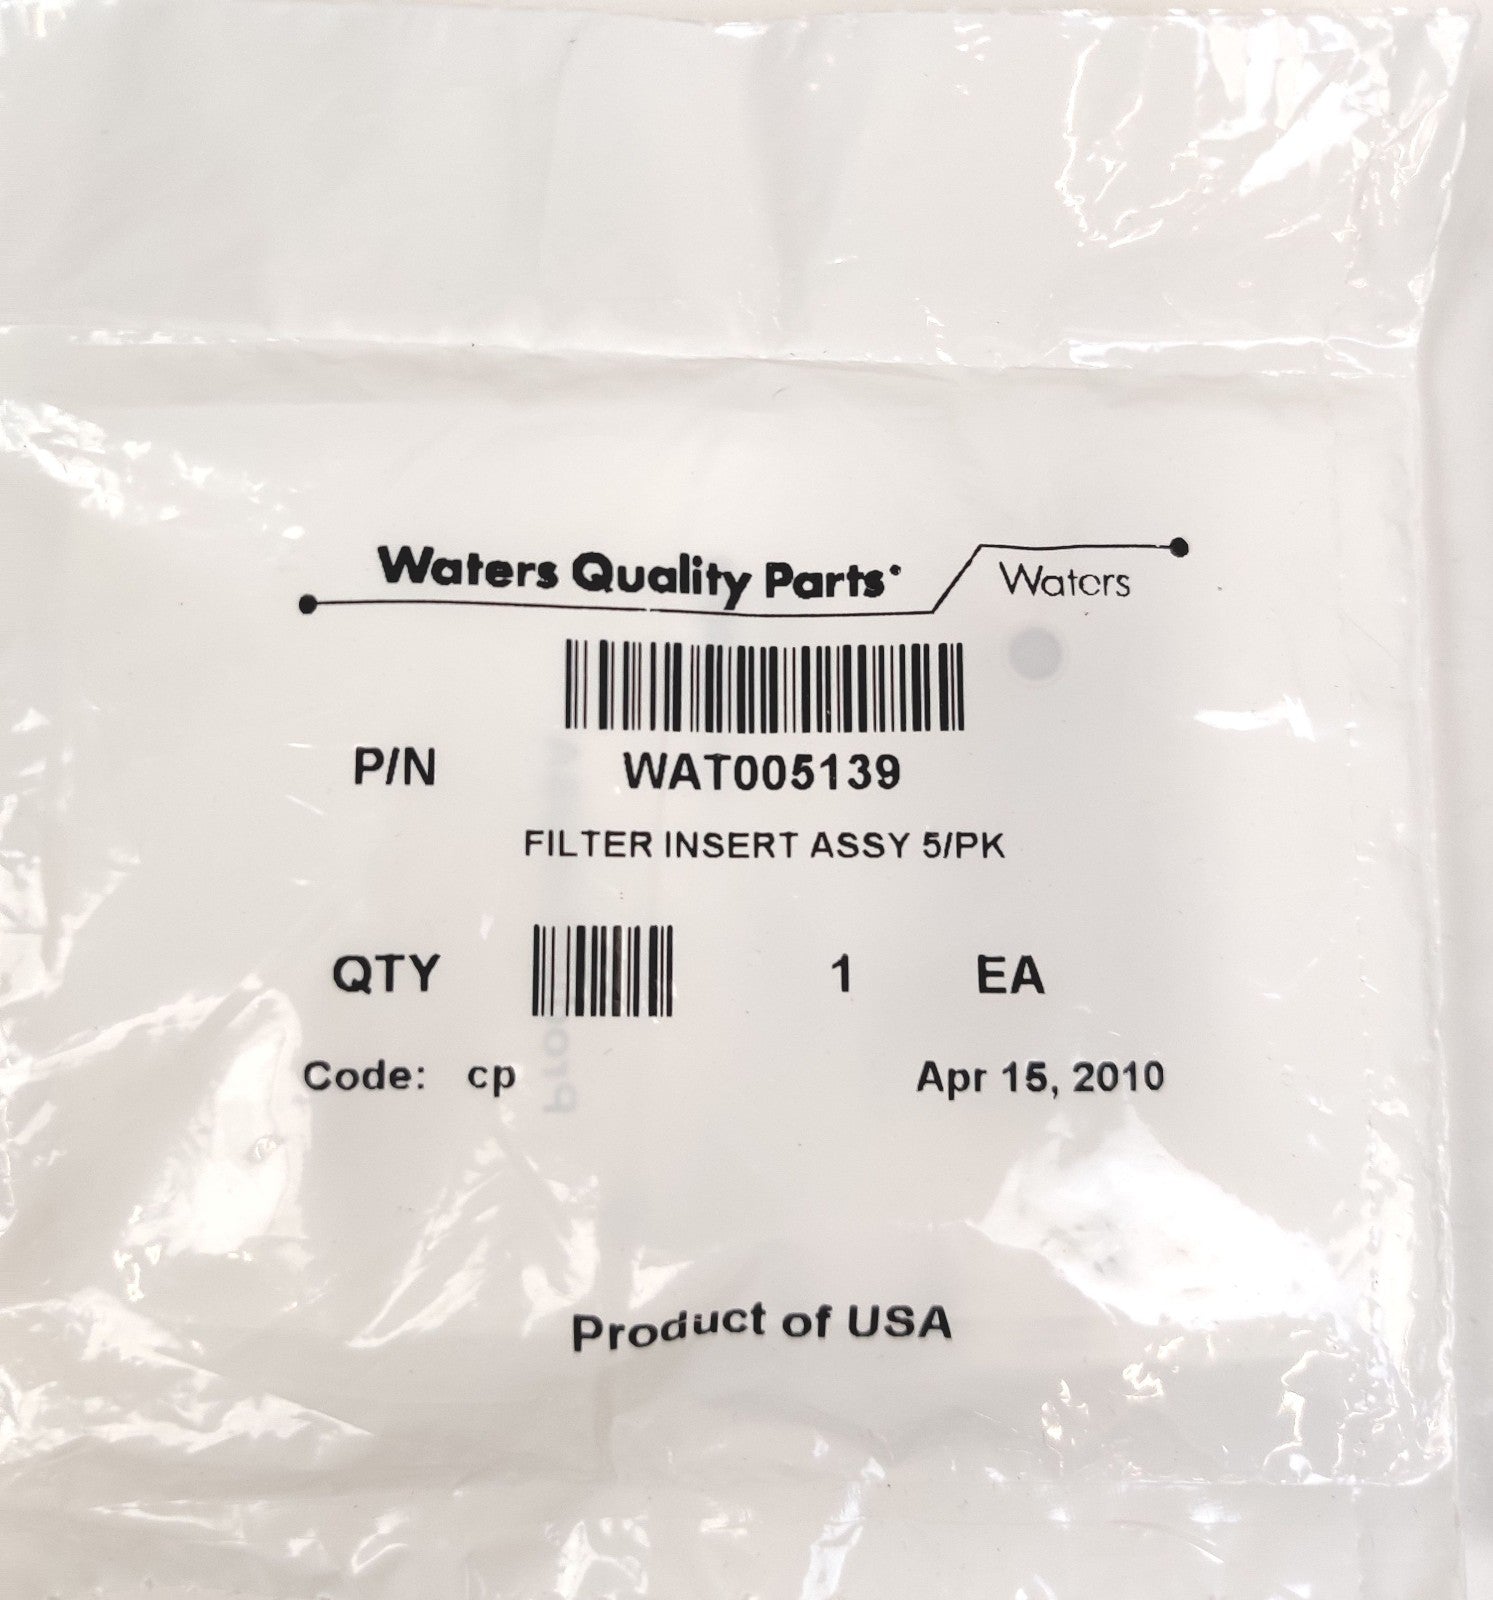 Waters Quality Parts
Waters
P/N WAT005139
FILTER INSERT ASSY 5/PK
QTY 1 EA
Code: cp Apr 15, 2010
Product of USA